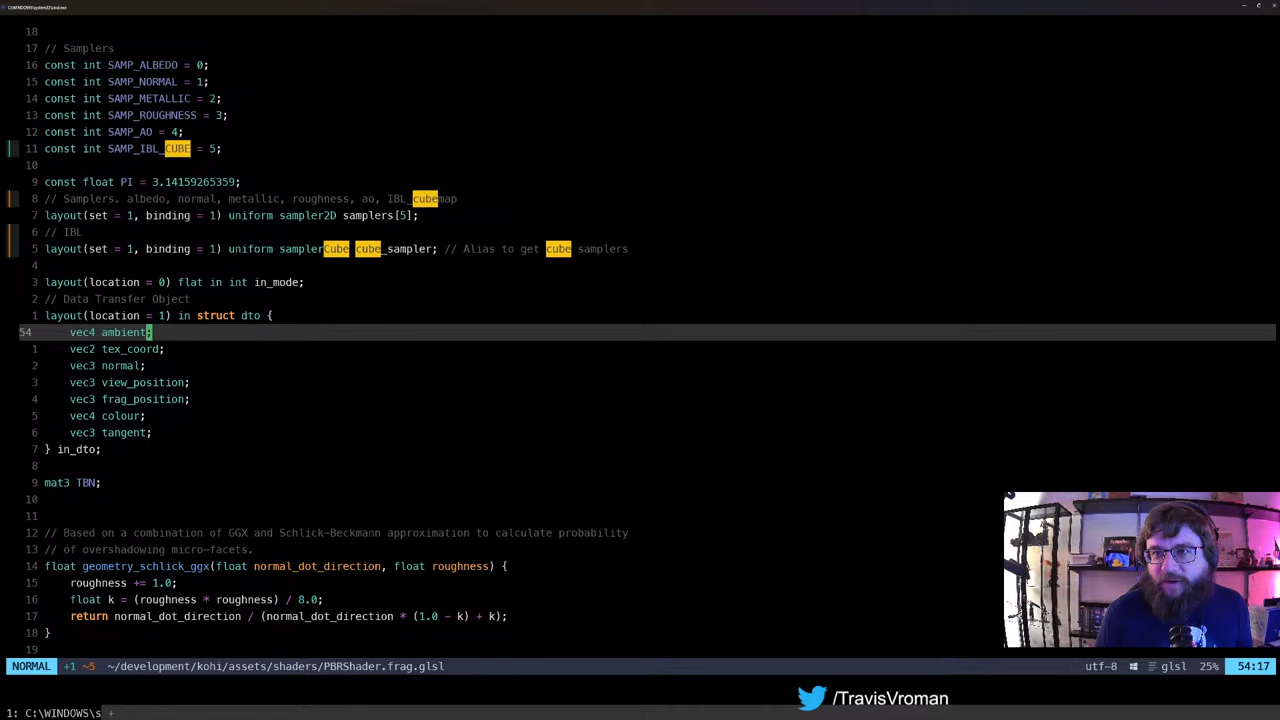 C:\WINDOWS\system32\cmd.exe
18
17 // Samplers
16 const int SAMP_ALBEDO = 0;
15 const int SAMP_NORMAL = 1;
14 const int SAMP_METALLIC = 2;
13 const int SAMP_ROUGHNESS = 3;
12 const int SAMP_AO = 4;
11 const int SAMP_IBL_CUBE = 5;
10
9 const float PI = 3.14159265359;
8 // Samplers. albedo, normal, metallic, roughness, ao, IBL_cubemap
7 layout(set = 1, binding = 1) uniform sampler2D samplers[5];
6 // IBL
5 layout(set = 1, binding = 1) uniform samplerCube cube_sampler; // Alias to get cube samplers
4
3 layout(location = 0) flat in int in_mode;
2 // Data Transfer Object
1 layout(location = 1) in struct dto {
54 vec4 ambient;
1 vec2 tex_coord;
2 vec3 normal;
3 vec3 view_position;
4 vec3 frag_position;
5 vec4 colour;
6 vec3 tangent;
7 } in_dto;
8
9 mat3 TBN;
10
11
12 // Based on a combination of GGX and Schlick-Beckmann approximation to calculate probability
13 // of overshadowing micro-facets.
14 float geometry_schlick_ggx(float normal_dot_direction, float roughness) {
15 roughness += 1.0;
16 float k = (roughness * roughness) / 8.0;
17 return normal_dot_direction / (normal_dot_direction * (1.0 - k) + k);
18 }
19
NORMAL +1 ~5 ~/development/kohi/assets/shaders/PBRShader.frag.glsl utf-8 glsl 25% 54:17
/TravisVroman
1: C:\WINDOWS\s +